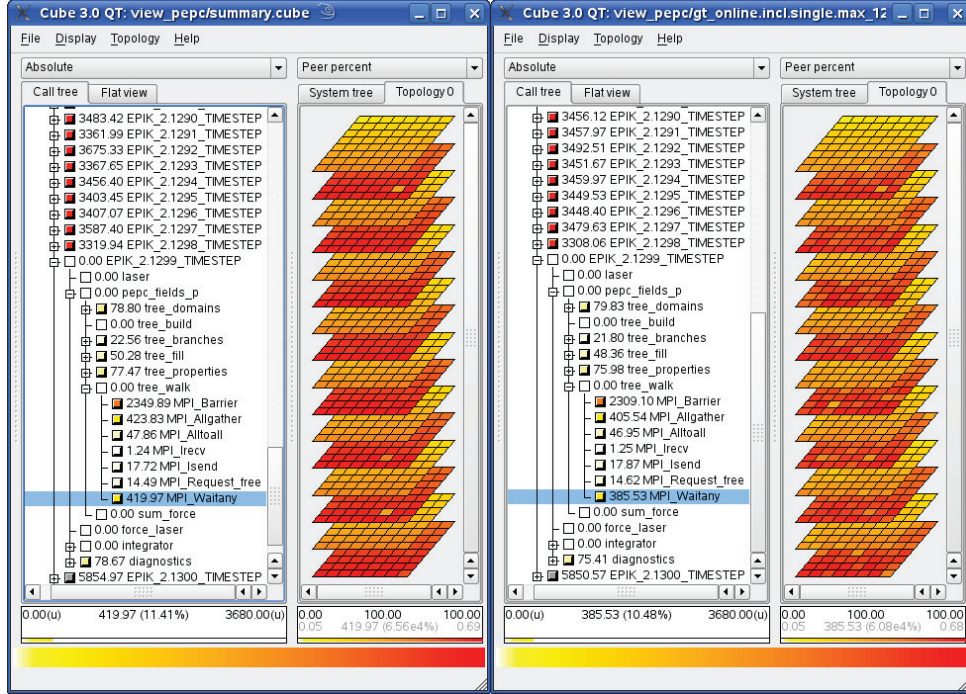 Cube 3.0 QT: view_pepc/summary.cube
File Display Topology Help
Absolute
Peer percent
Call tree Flat view
System tree Topology 0
3483.42 EPIK_2.1290_TIMESTEP
3361.99 EPIK_2.1291_TIMESTEP
3675.33 EPIK_2.1292_TIMESTEP
3367.65 EPIK_2.1293_TIMESTEP
3456.40 EPIK_2.1294_TIMESTEP
3403.45 EPIK_2.1295_TIMESTEP
3407.07 EPIK_2.1296_TIMESTEP
3587.40 EPIK_2.1297_TIMESTEP
3319.94 EPIK_2.1298_TIMESTEP
0.00 EPIK_2.1299_TIMESTEP
0.00 laser
0.00 pepc_fields_p
78.80 tree_domains
0.00 tree_build
22.56 tree_branches
50.28 tree_fill
77.47 tree_properties
0.00 tree_walk
2349.89 MPI_Barrier
423.83 MPI_Allgather
47.86 MPI_Alltoall
1.24 MPI_Irecv
17.72 MPI_Isend
14.49 MPI_Request_free
419.97 MPI_Waitany
0.00 sum_force
0.00 force_laser
0.00 integrator
78.67 diagnostics
5854.97 EPIK_2.1300_TIMESTEP
0.00(u) 419.97 (11.41%) 3680.00(u)
0.00 100.00 100.00
0.05 419.97 (6.56e4%) 0.69
Cube 3.0 QT: view_pepc/gt_online.incl.single.max_12
File Display Topology Help
Absolute
Peer percent
Call tree Flat view
System tree Topology 0
3456.12 EPIK_2.1290_TIMESTEP
3457.97 EPIK_2.1291_TIMESTEP
3492.51 EPIK_2.1292_TIMESTEP
3451.67 EPIK_2.1293_TIMESTEP
3459.97 EPIK_2.1294_TIMESTEP
3449.53 EPIK_2.1295_TIMESTEP
3448.40 EPIK_2.1296_TIMESTEP
3479.63 EPIK_2.1297_TIMESTEP
3308.06 EPIK_2.1298_TIMESTEP
0.00 EPIK_2.1299_TIMESTEP
0.00 laser
0.00 pepc_fields_p
79.83 tree_domains
0.00 tree_build
21.80 tree_branches
48.36 tree_fill
75.98 tree_properties
0.00 tree_walk
2309.10 MPI_Barrier
405.54 MPI_Allgather
46.95 MPI_Alltoall
1.25 MPI_Irecv
17.87 MPI_Isend
14.62 MPI_Request_free
385.53 MPI_Waitany
0.00 sum_force
0.00 force_laser
0.00 integrator
75.41 diagnostics
5850.57 EPIK_2.1300_TIMESTEP
0.00(u) 385.53 (10.48%) 3680.00(u)
0.00 100.00 100.00
0.05 385.53 (6.08e4%) 0.68